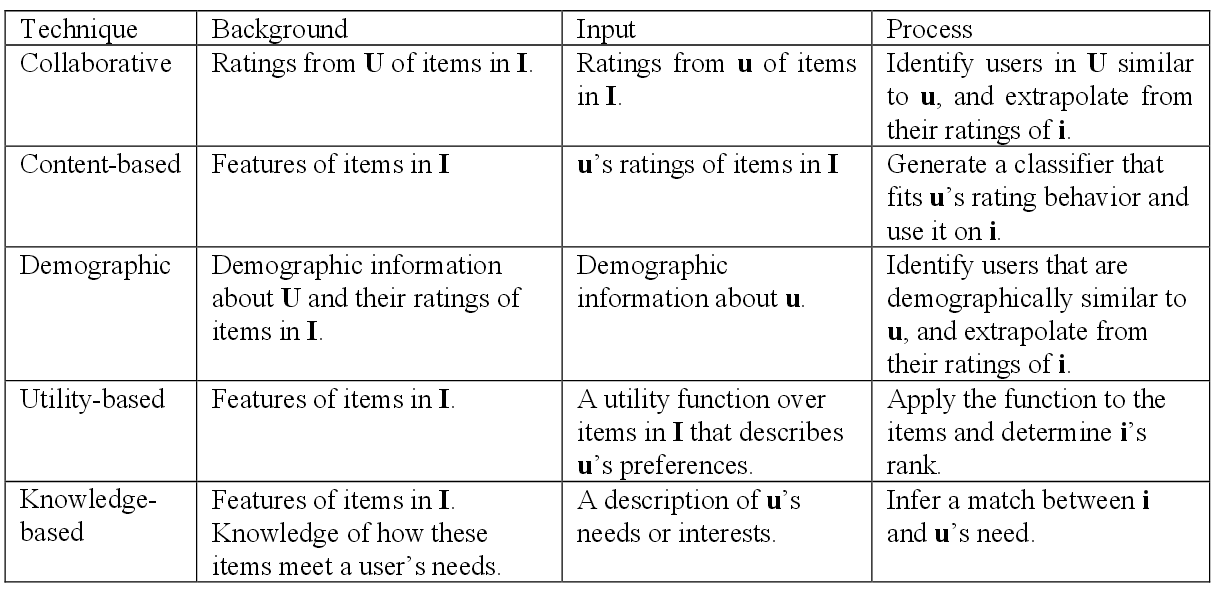 Technique Background Input Process
Collaborative Ratings from U of items in I. Ratings from u of items
in I. Identify users in U similar
to u, and extrapolate from
their ratings of i.
Content-based Features of items in I u’s ratings of items in I Generate a classifier that
fits u’s rating behavior and
use it on i.
Demographic Demographic information
about U and their ratings of
items in I. Demographic
information about u. Identify users that are
demographically similar to
u, and extrapolate from
their ratings of i.
Utility-based Features of items in I. A utility function over
items in I that describes
u’s preferences. Apply the function to the
items and determine i’s
rank.
Knowledge-
based Features of items in I.
Knowledge of how these
items meet a user’s needs. A description of u’s
needs or interests. Infer a match between i
and u’s need.